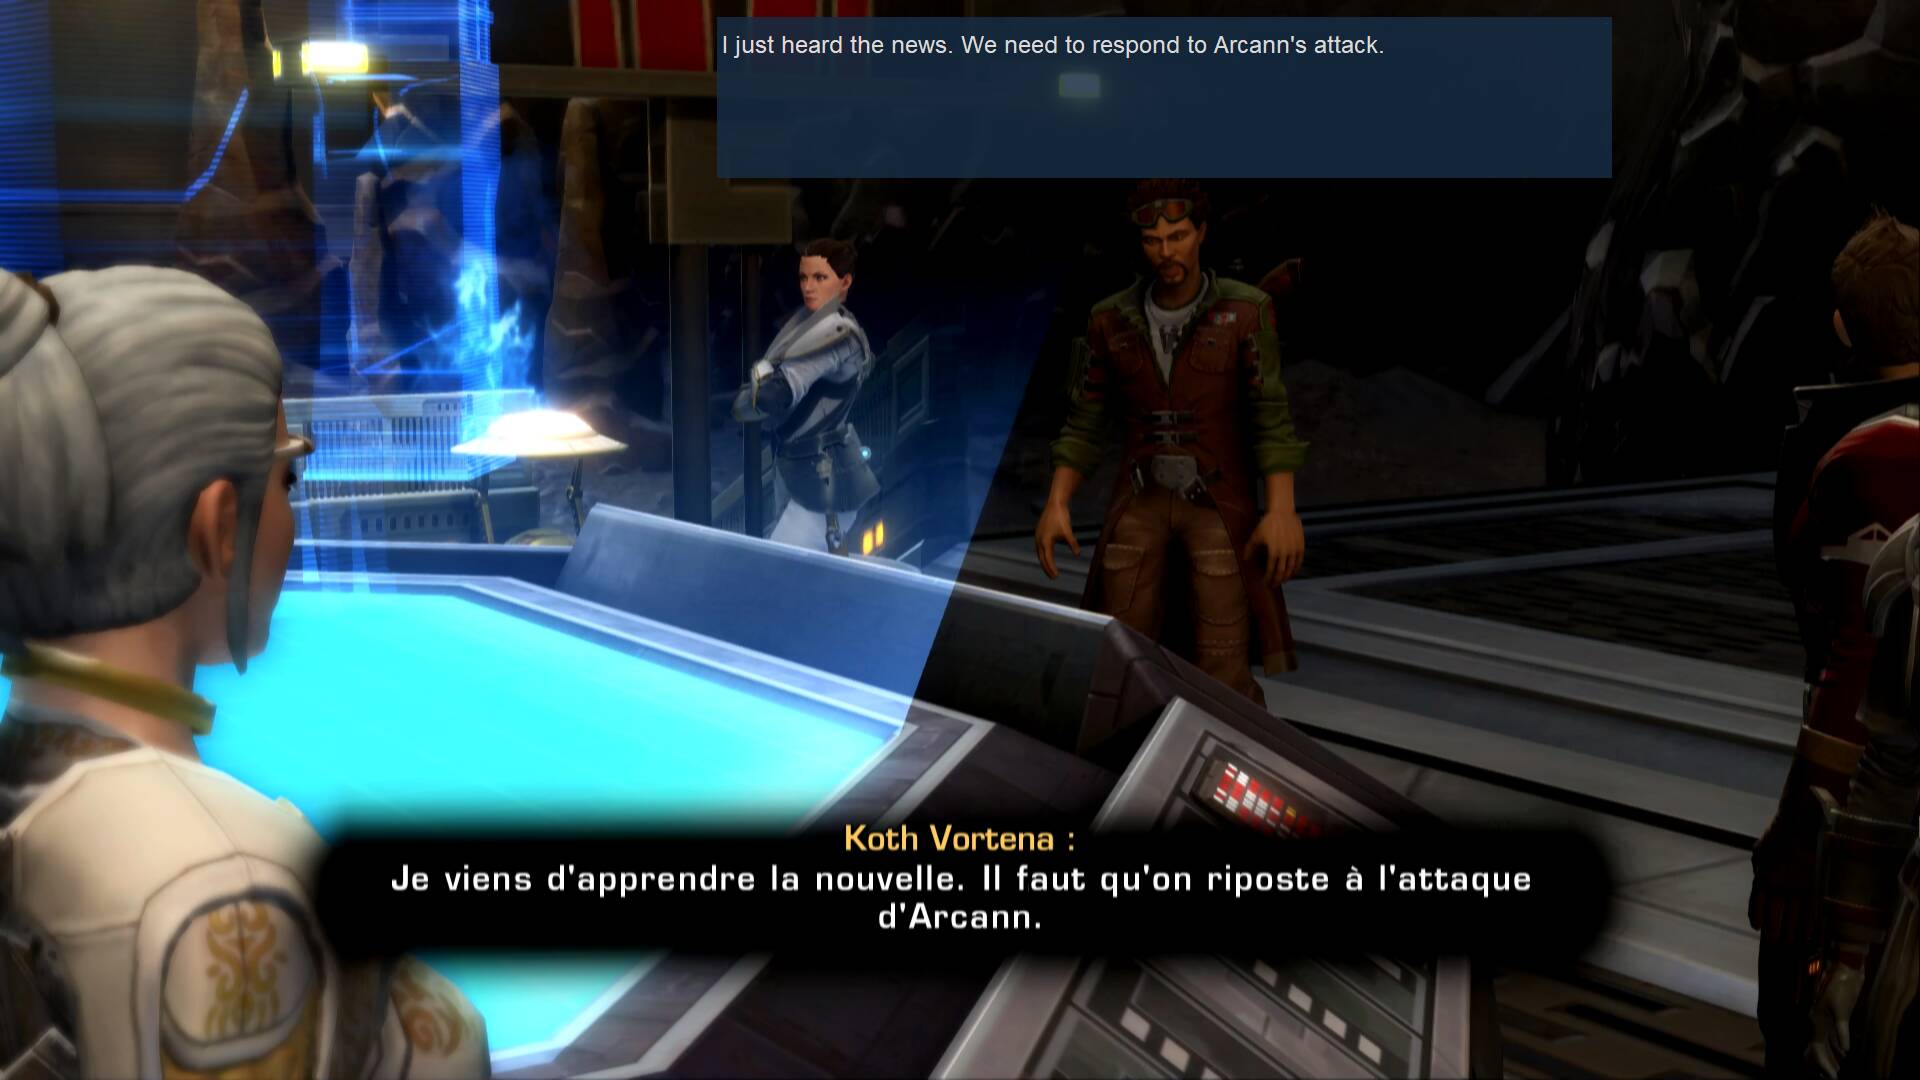 I just heard the news. We need to respond to Arcann's attack.
Koth Vortena :
Je viens d'apprendre la nouvelle. Il faut qu'on riposte à l'attaque
d'Arcann.